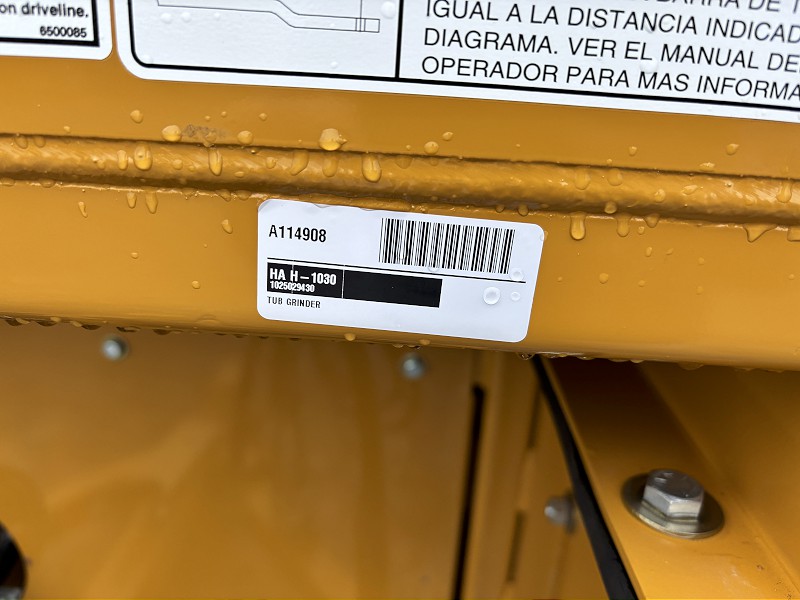 on driveline.
6500085
IGUAL A LA DISTANCIA INDICAD
DIAGRAMA. VER EL MANUAL DE
OPERADOR PARA MAS INFORMA
A114908
HA H-1030
1025029430
TUB GRINDER